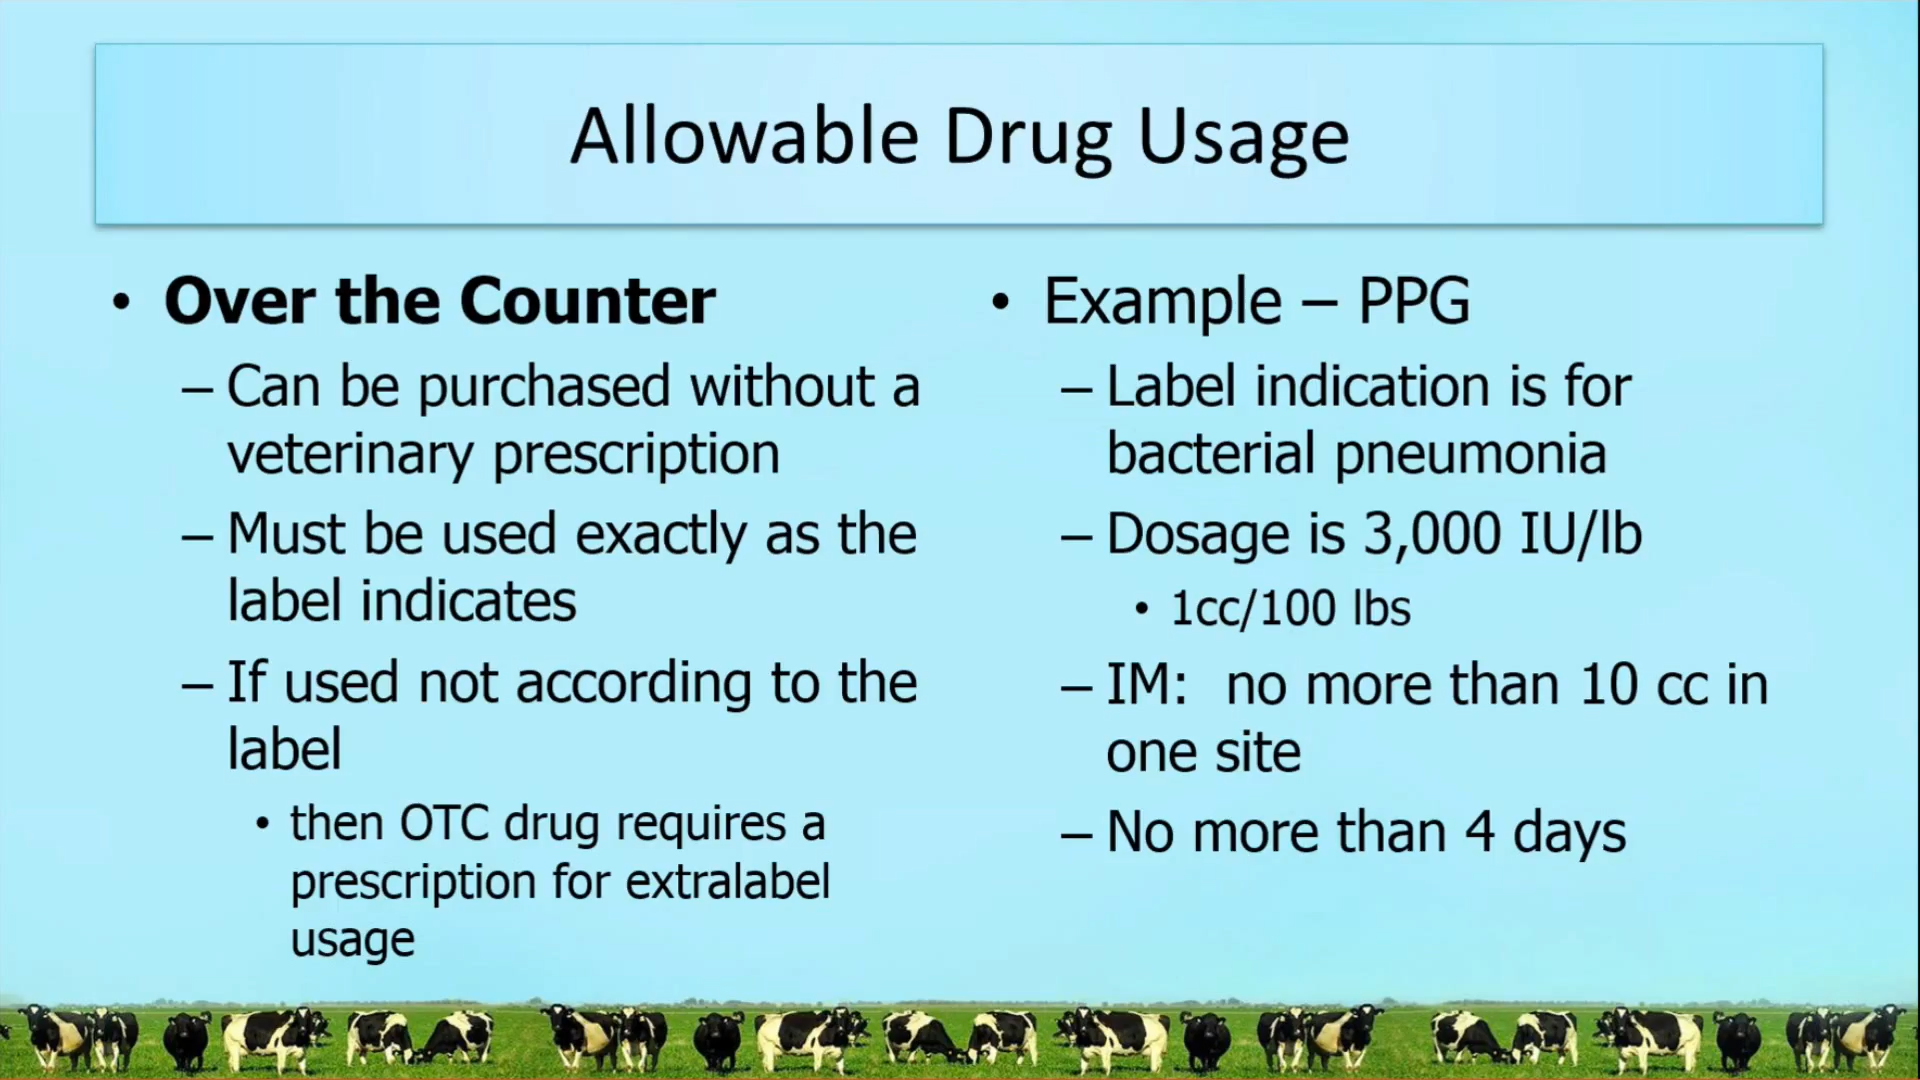 Allowable Drug Usage
• Over the Counter
– Can be purchased without a
veterinary prescription
– Must be used exactly as the
label indicates
– If used not according to the
label
• then OTC drug requires a
prescription for extralabel
usage
• Example – PPG
– Label indication is for
bacterial pneumonia
– Dosage is 3,000 IU/lb
• 1cc/100 lbs
– IM:  no more than 10 cc in
one site
– No more than 4 days